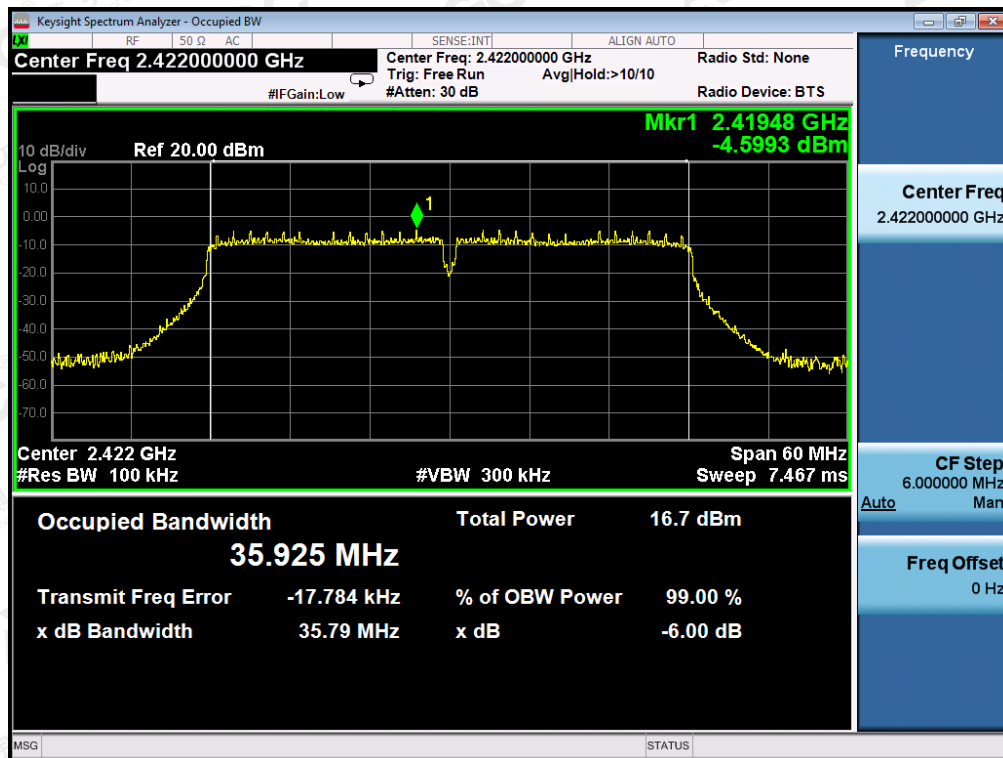 Keysight Spectrum Analyzer - Occupied BW
LXI RF 50 Ω AC SENSE:INT ALIGN AUTO
Center Freq 2.422000000 GHz
Center Freq: 2.422000000 GHz Radio Std: None
Trig: Free Run Avg|Hold:>10/10
#IFGain:Low #Atten: 30 dB Radio Device: BTS
Mkr1 2.41948 GHz
-4.5993 dBm
10 dB/div Ref 20.00 dBm
Log
10.0
0.00
-10.0
-20.0
-30.0
-40.0
-50.0
-60.0
-70.0
1
Center 2.422 GHz Span 60 MHz
#Res BW 100 kHz #VBW 300 kHz Sweep 7.467 ms
Occupied Bandwidth Total Power 16.7 dBm
35.925 MHz
Transmit Freq Error -17.784 kHz % of OBW Power 99.00 %
x dB Bandwidth 35.79 MHz x dB -6.00 dB
MSG STATUS
Frequency
Center Freq
2.422000000 GHz
CF Step
6.000000 MHz
Auto Man
Freq Offset
0 Hz